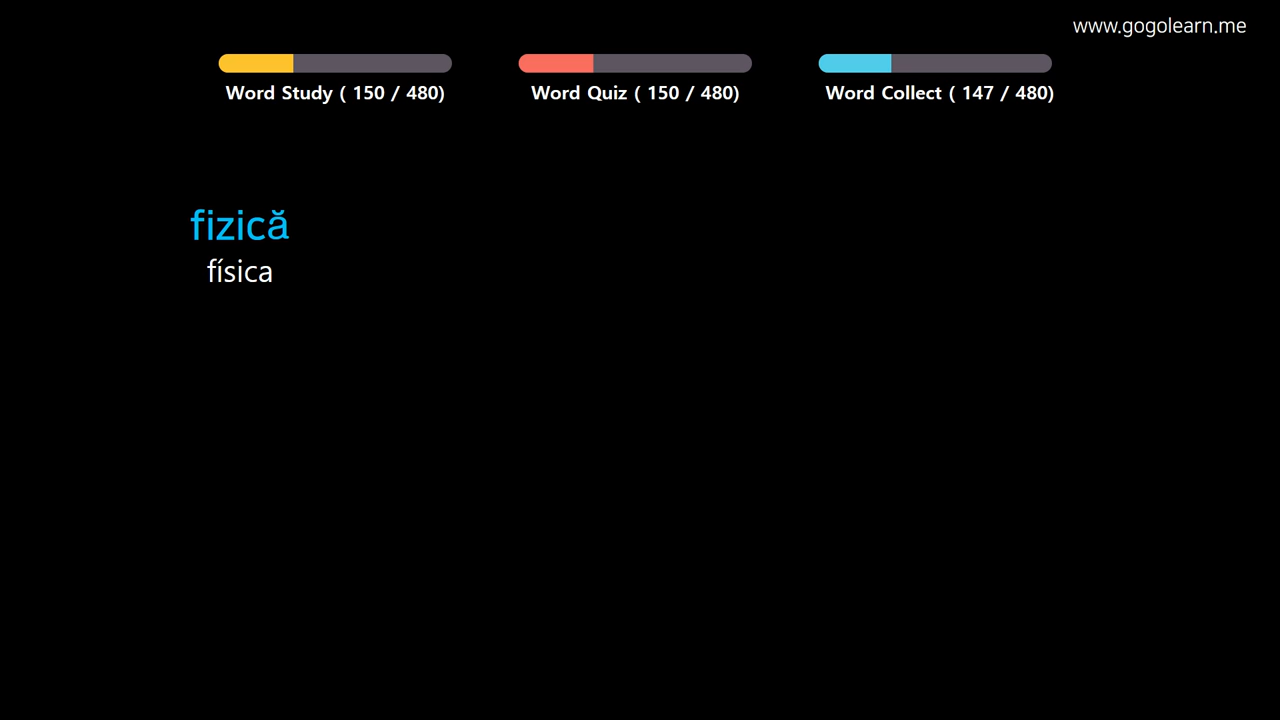 www.gogolearn.me
Word Study ( 150 / 480)
Word Quiz ( 150 / 480)
Word Collect ( 147 / 480)
fizică
física